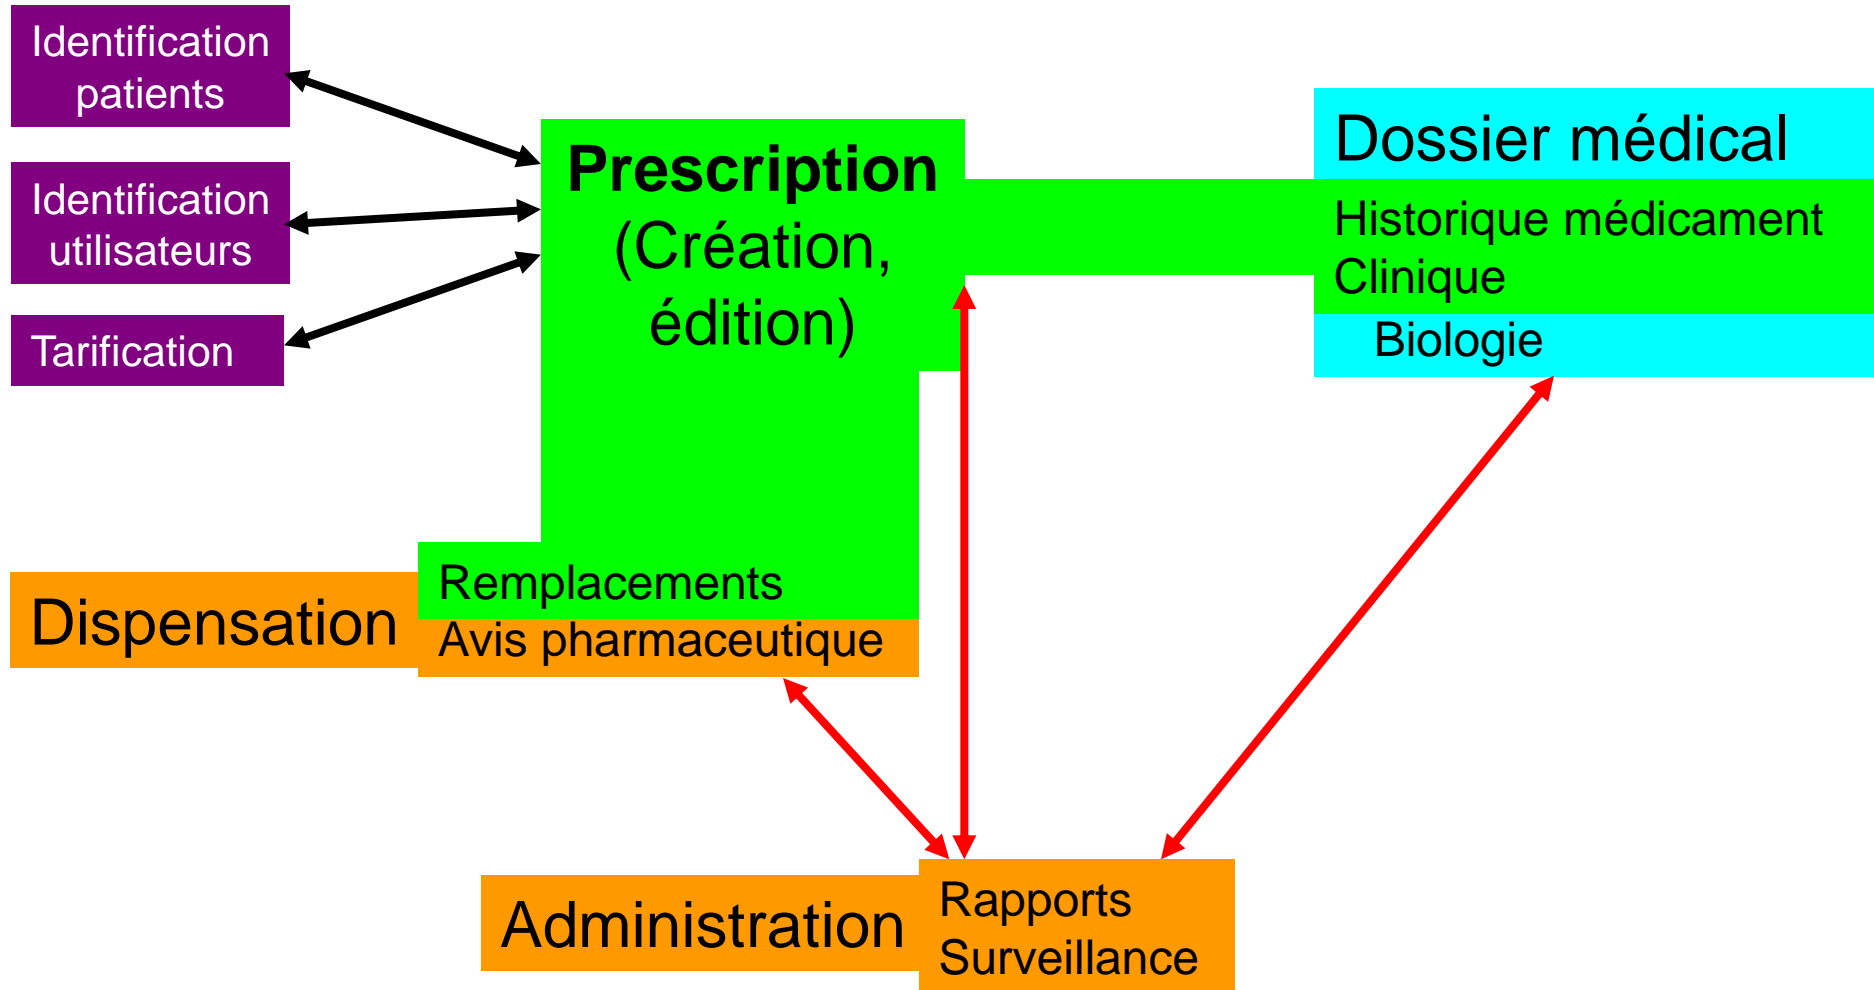 Identification
patients
Identification
utilisateurs
Tarification
Prescription
(Création,
édition)
Dossier médical
Historique médicament
Clinique
Biologie
Dispensation
Remplacements
Avis pharmaceutique
Administration
Rapports
Surveillance